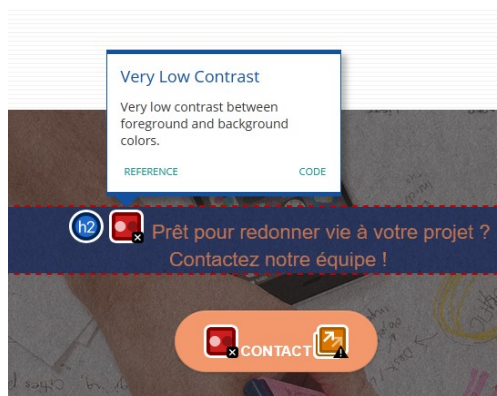 Very Low Contrast
Very low contrast between
foreground and background
colors.
REFERENCE CODE
h2 Prêt pour redonner vie à votre projet ?
Contactez notre équipe !
CONTACT